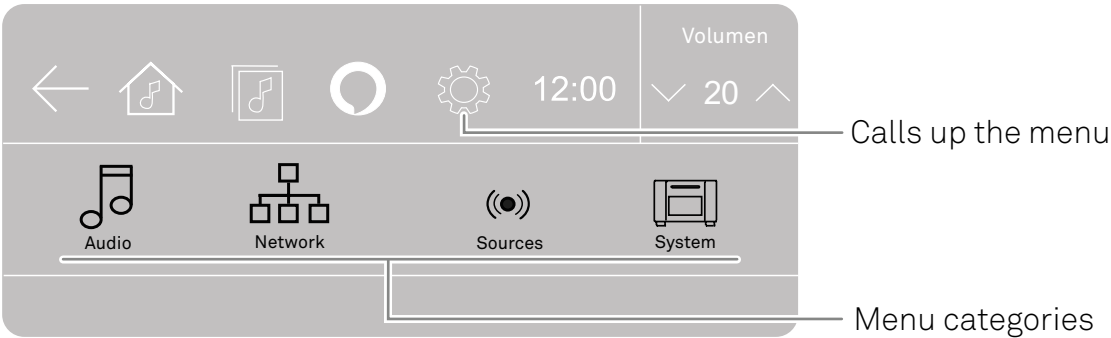 Volumen
12:00
20
Calls up the menu
Audio
Network
Sources
System
Menu categories